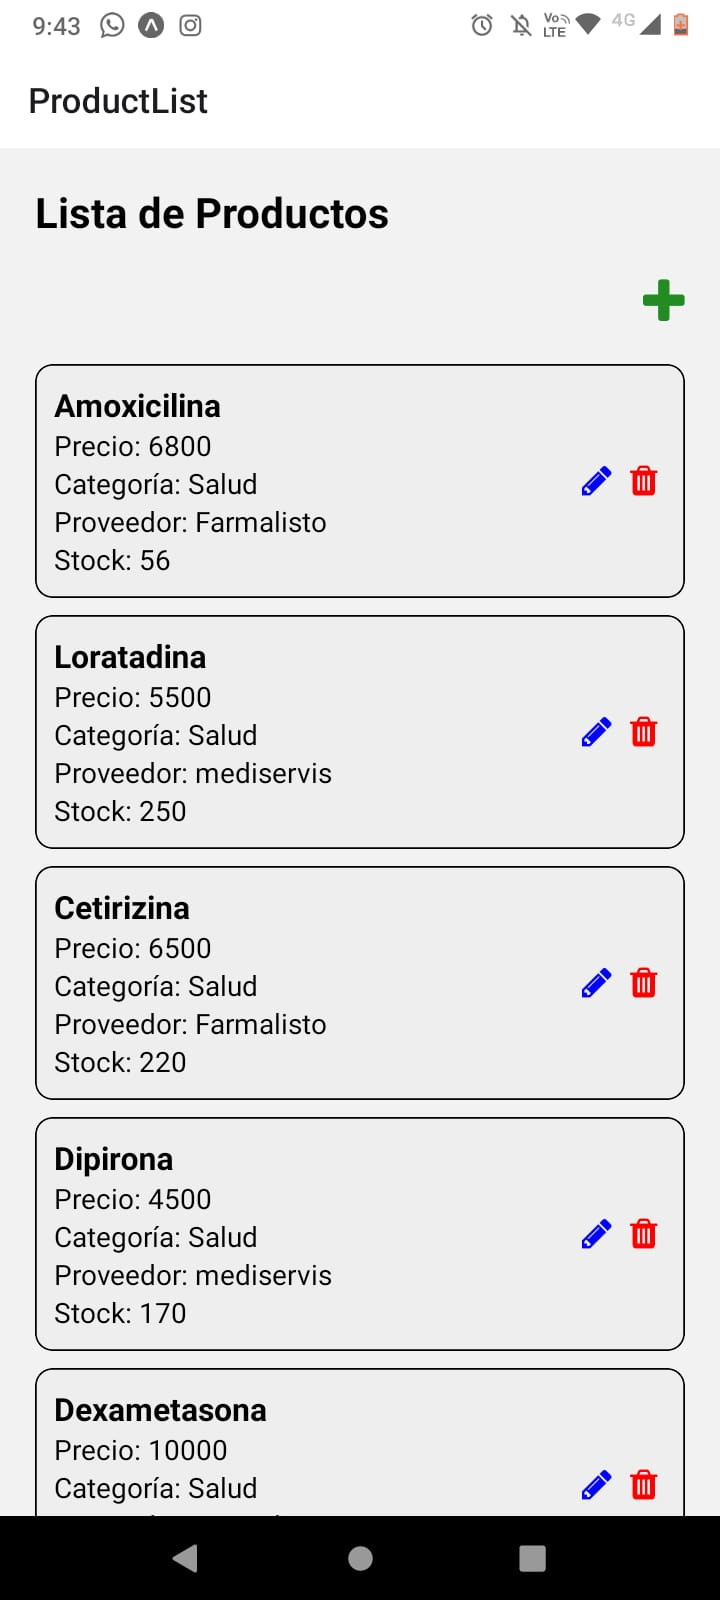 9:43
Vo LTE
4G
ProductList
Lista de Productos
Amoxicilina
Precio: 6800
Categoría: Salud
Proveedor: Farmalisto
Stock: 56
Loratadina
Precio: 5500
Categoría: Salud
Proveedor: mediservis
Stock: 250
Cetirizina
Precio: 6500
Categoría: Salud
Proveedor: Farmalisto
Stock: 220
Dipirona
Precio: 4500
Categoría: Salud
Proveedor: mediservis
Stock: 170
Dexametasona
Precio: 10000
Categoría: Salud